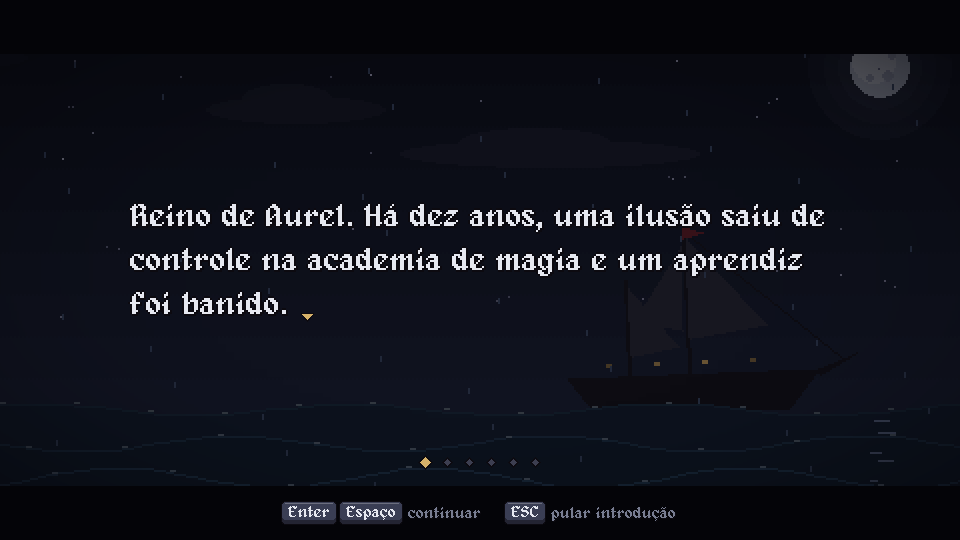 Reino de Aurel. Há dez anos, uma ilusão saiu de
controle na academia de magia e um aprendiz
foi banido.
Enter Espaço continuar ESC pular introdução